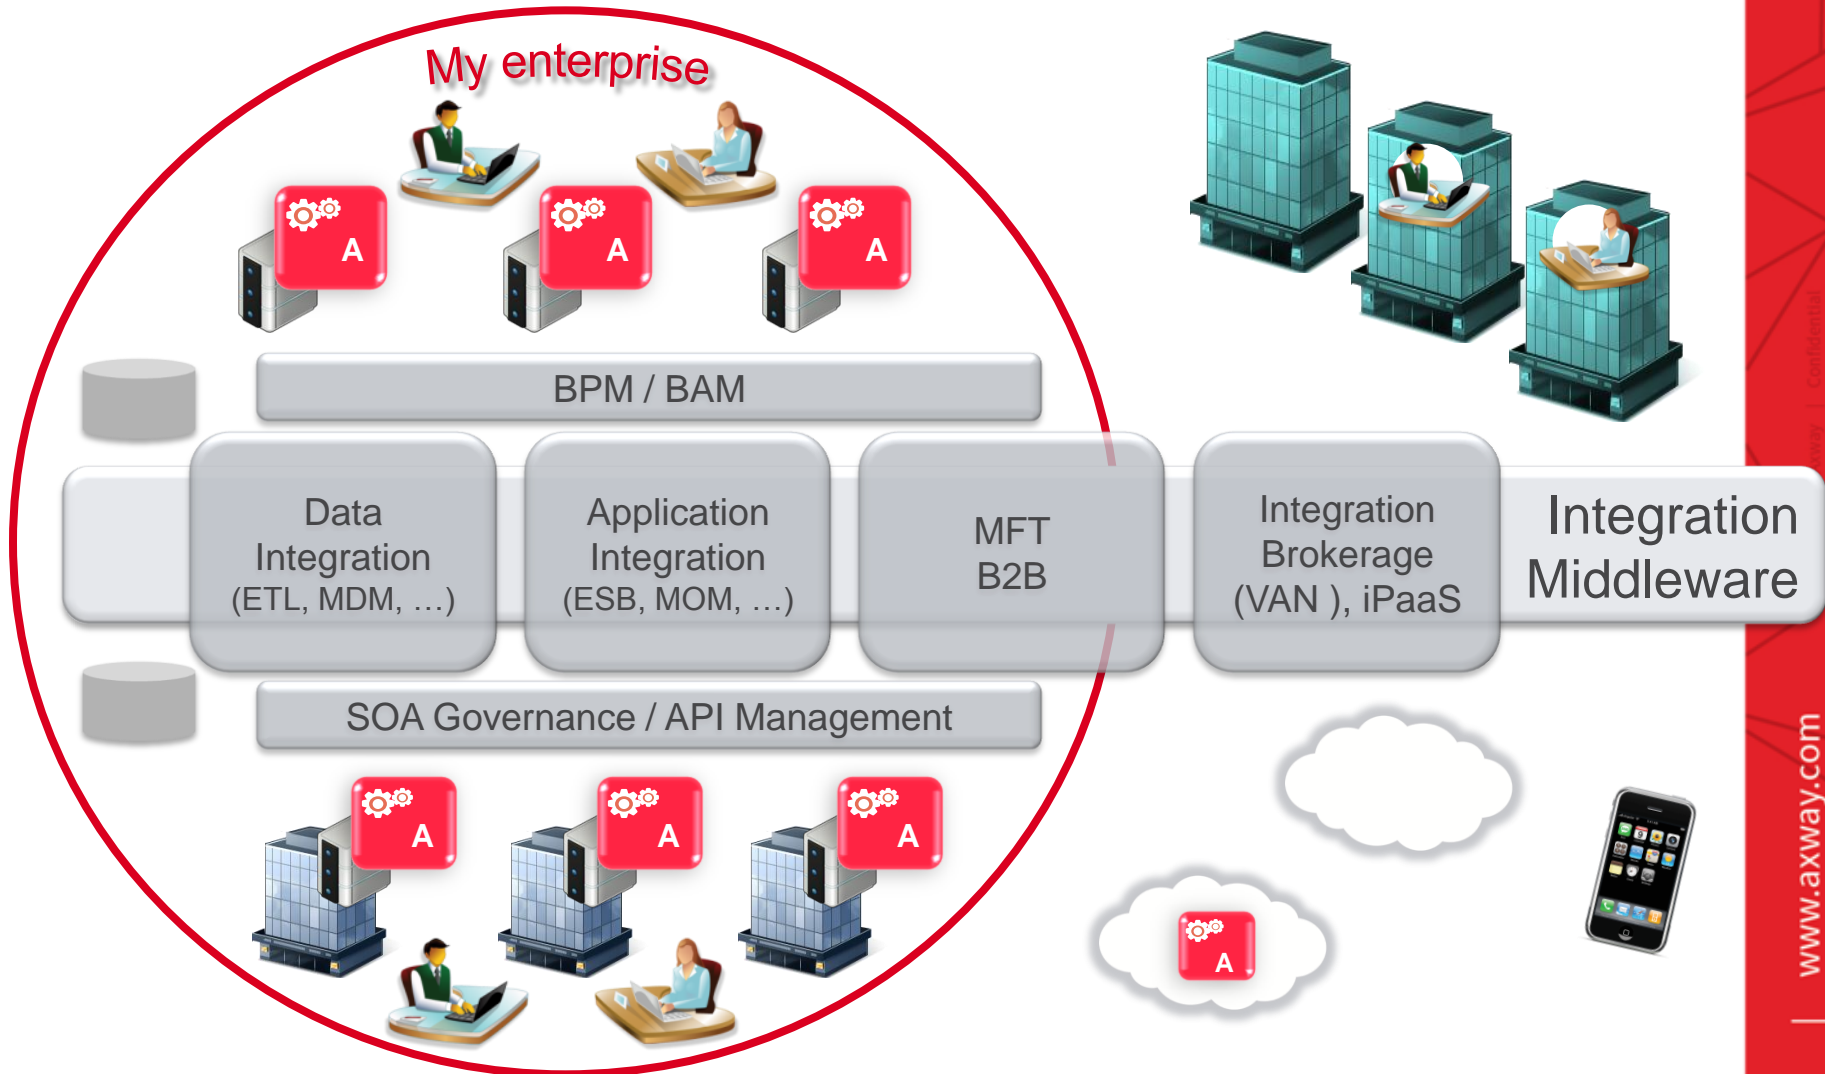 My enterprise
A
A
A
BPM / BAM
Data
Integration
(ETL, MDM, …)
Application
Integration
(ESB, MOM, …)
MFT
B2B
Integration
Brokerage
(VAN ), iPaaS
Integration
Middleware
SOA Governance / API Management
A
A
A
A
| www.axway.com
| Confidential